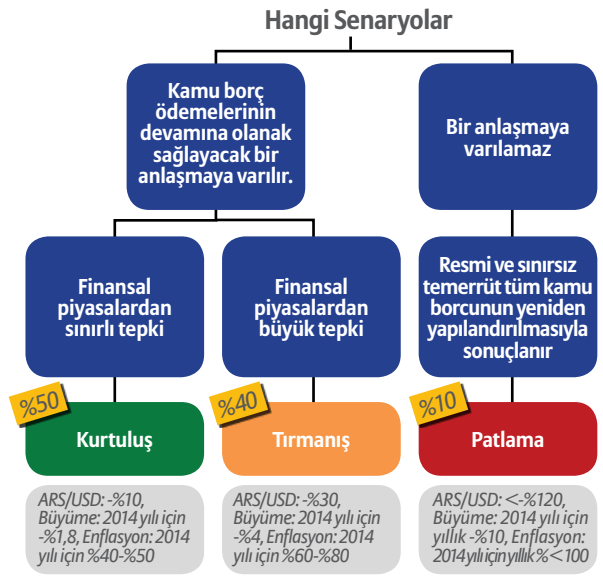 Hangi Senaryolar
Kamu borç
ödemelerinin
devamına olanak
sağlayacak bir
anlaşmaya varılır.
Bir anlaşmaya
varılamaz
Finansal
piyasalardan
sınırlı tepki
Finansal
piyasalardan
büyük tepki
Resmi ve sınırsız
temerrüt tüm kamu
borcunun yeniden
yapılandırılmasıyla
sonuçlanır
%50
Kurtuluş
%40
Tırmanış
%10
Patlama
ARS/USD: -%10,
Büyüme: 2014 yılı için
-%1,8, Enflasyon: 2014
yılı için %40-%50
ARS/USD: -%30,
Büyüme: 2014 yılı için
-%4, Enflasyon: 2014
yılı için %60-%80
ARS/USD: <-%120,
Büyüme: 2014 yılı için
yıllık -%10, Enflasyon:
2014 yılı için yıllık %<100